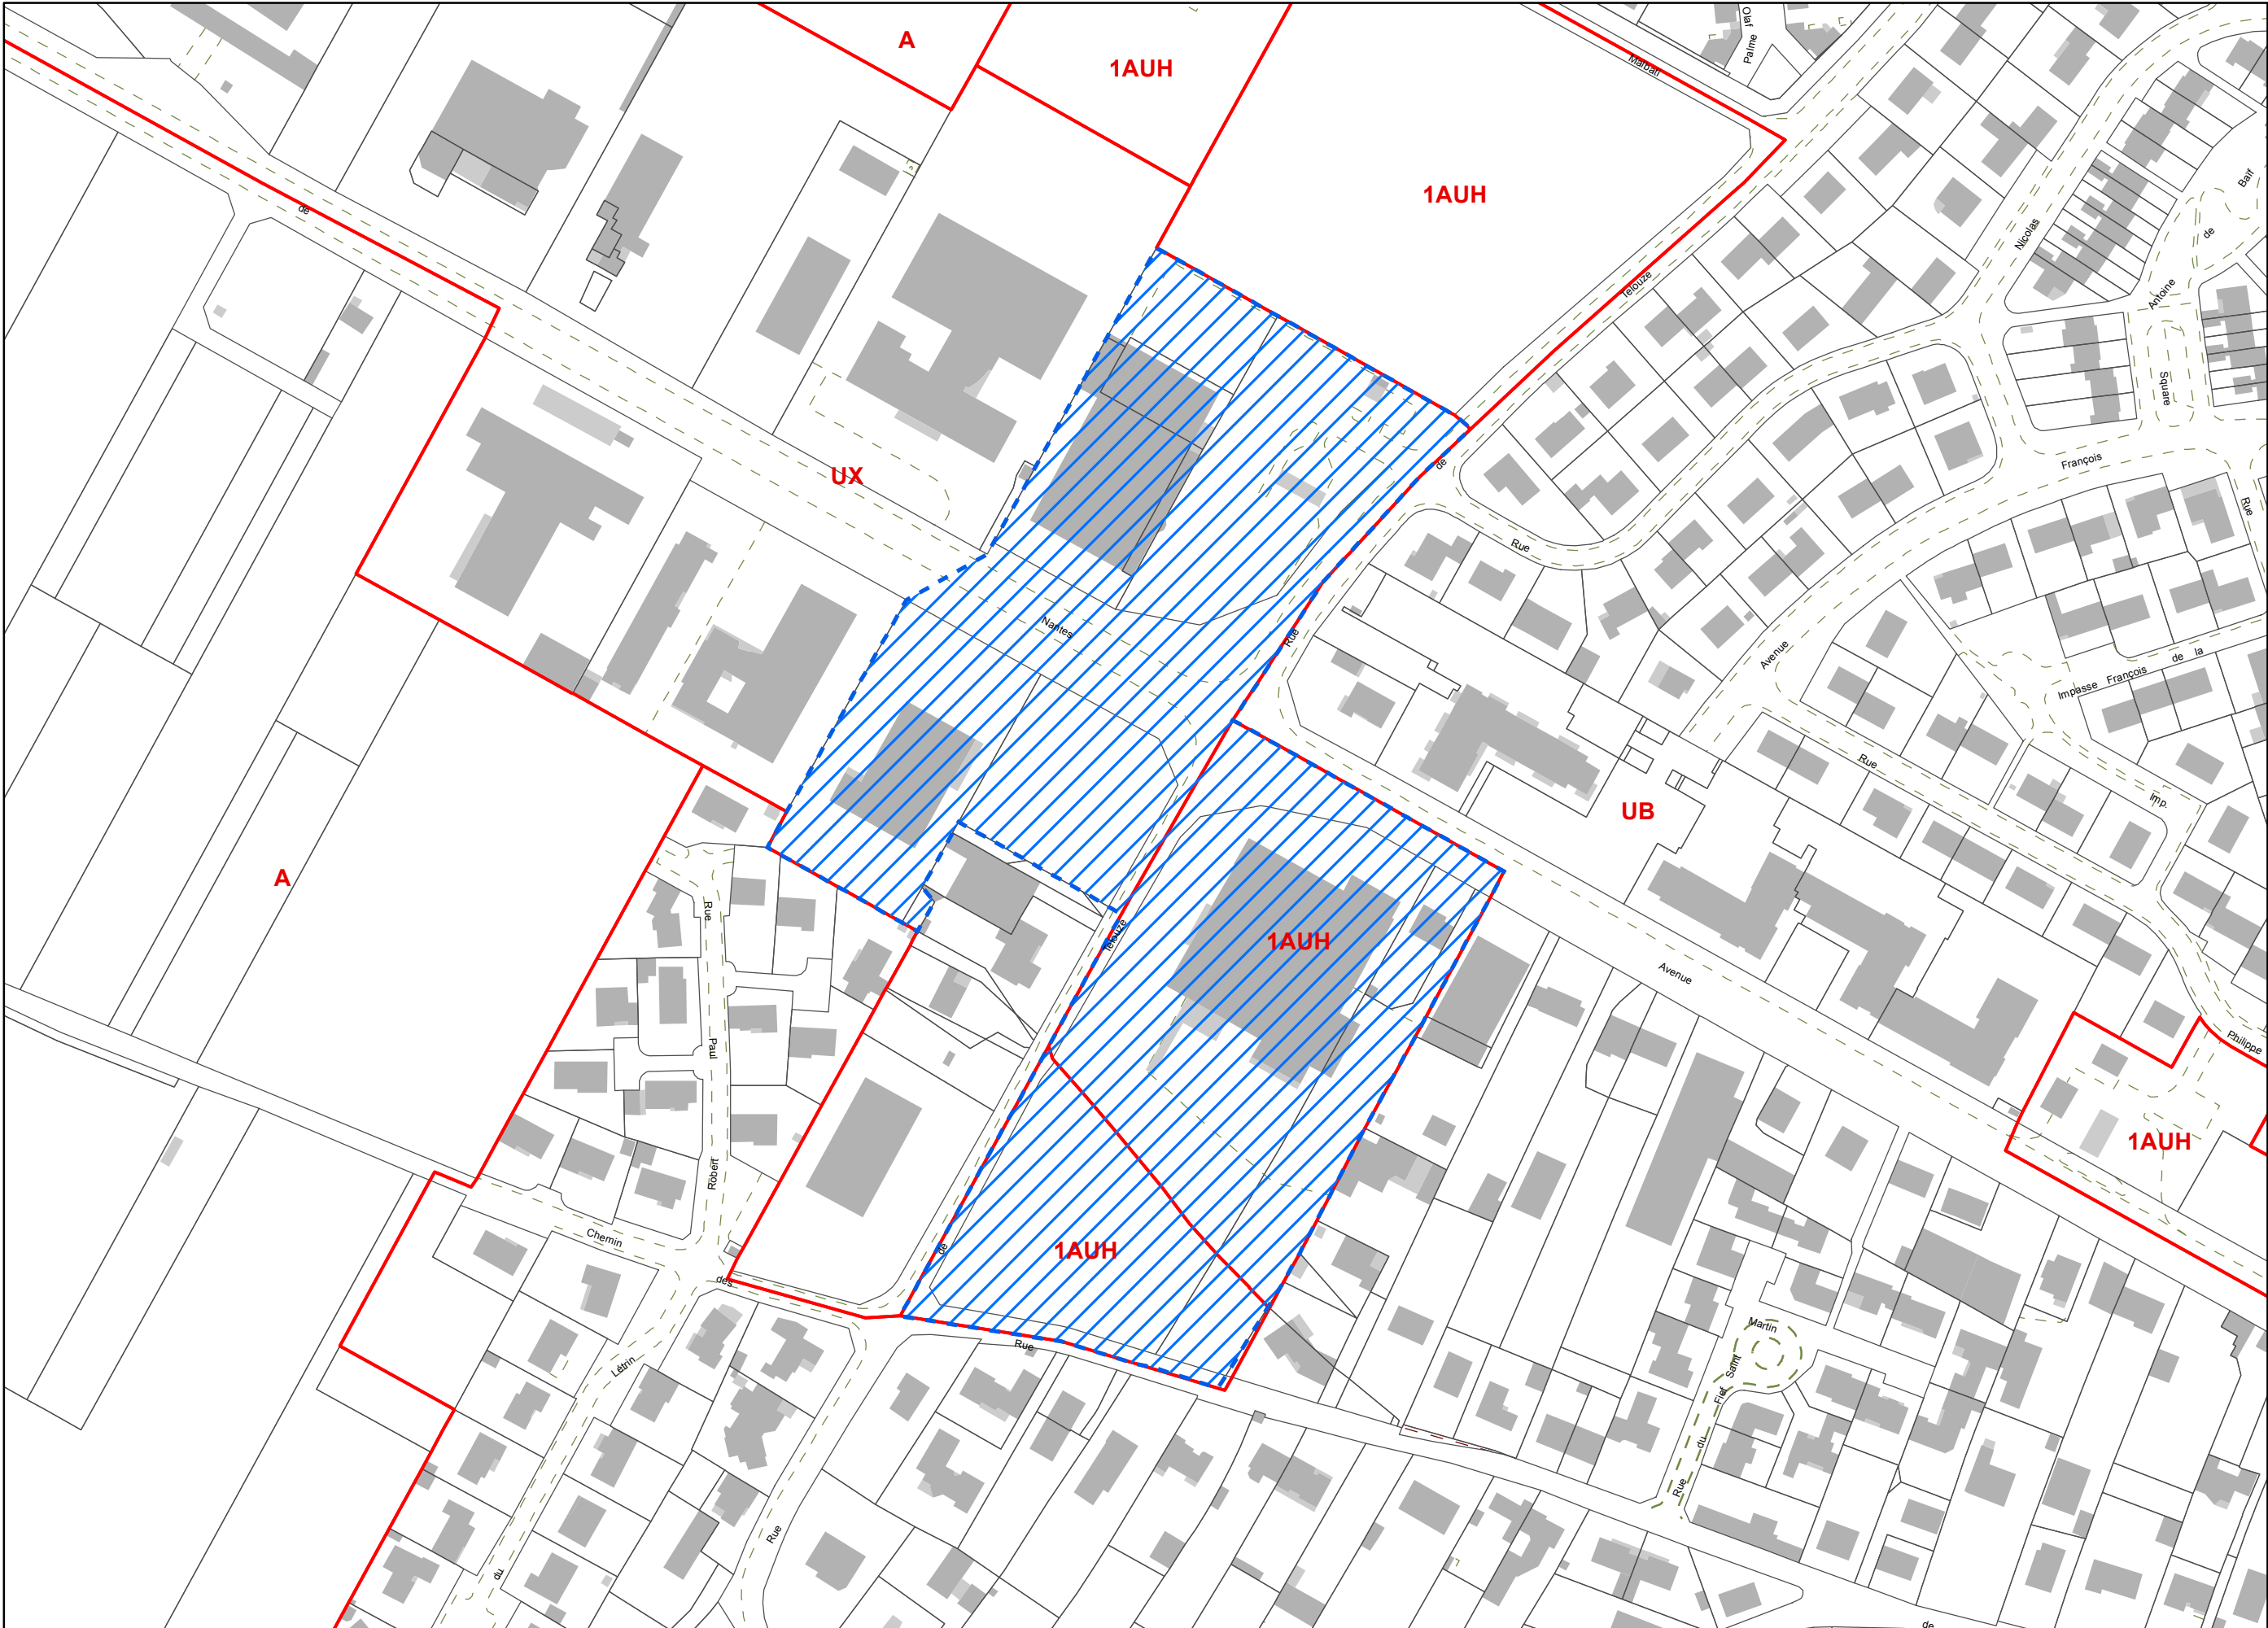 Olaf
Palme
A
1AUH
Malbati
1AUH
de
Baïf
de
Nicolas
Antoine
Telouze
Square
François
de
UX
Rue
Rue
Nantes
Rue
Avenue
de la
Impasse François
Rue
Imp.
UB
A
Rue
Telouze
1AUH
Avenue
Philippe
Paul
1AUH
Robert
Chemin
de
1AUH
des
Rue
Martin
Létrin
Saint
Fief
du
Rue
Rue
du
de